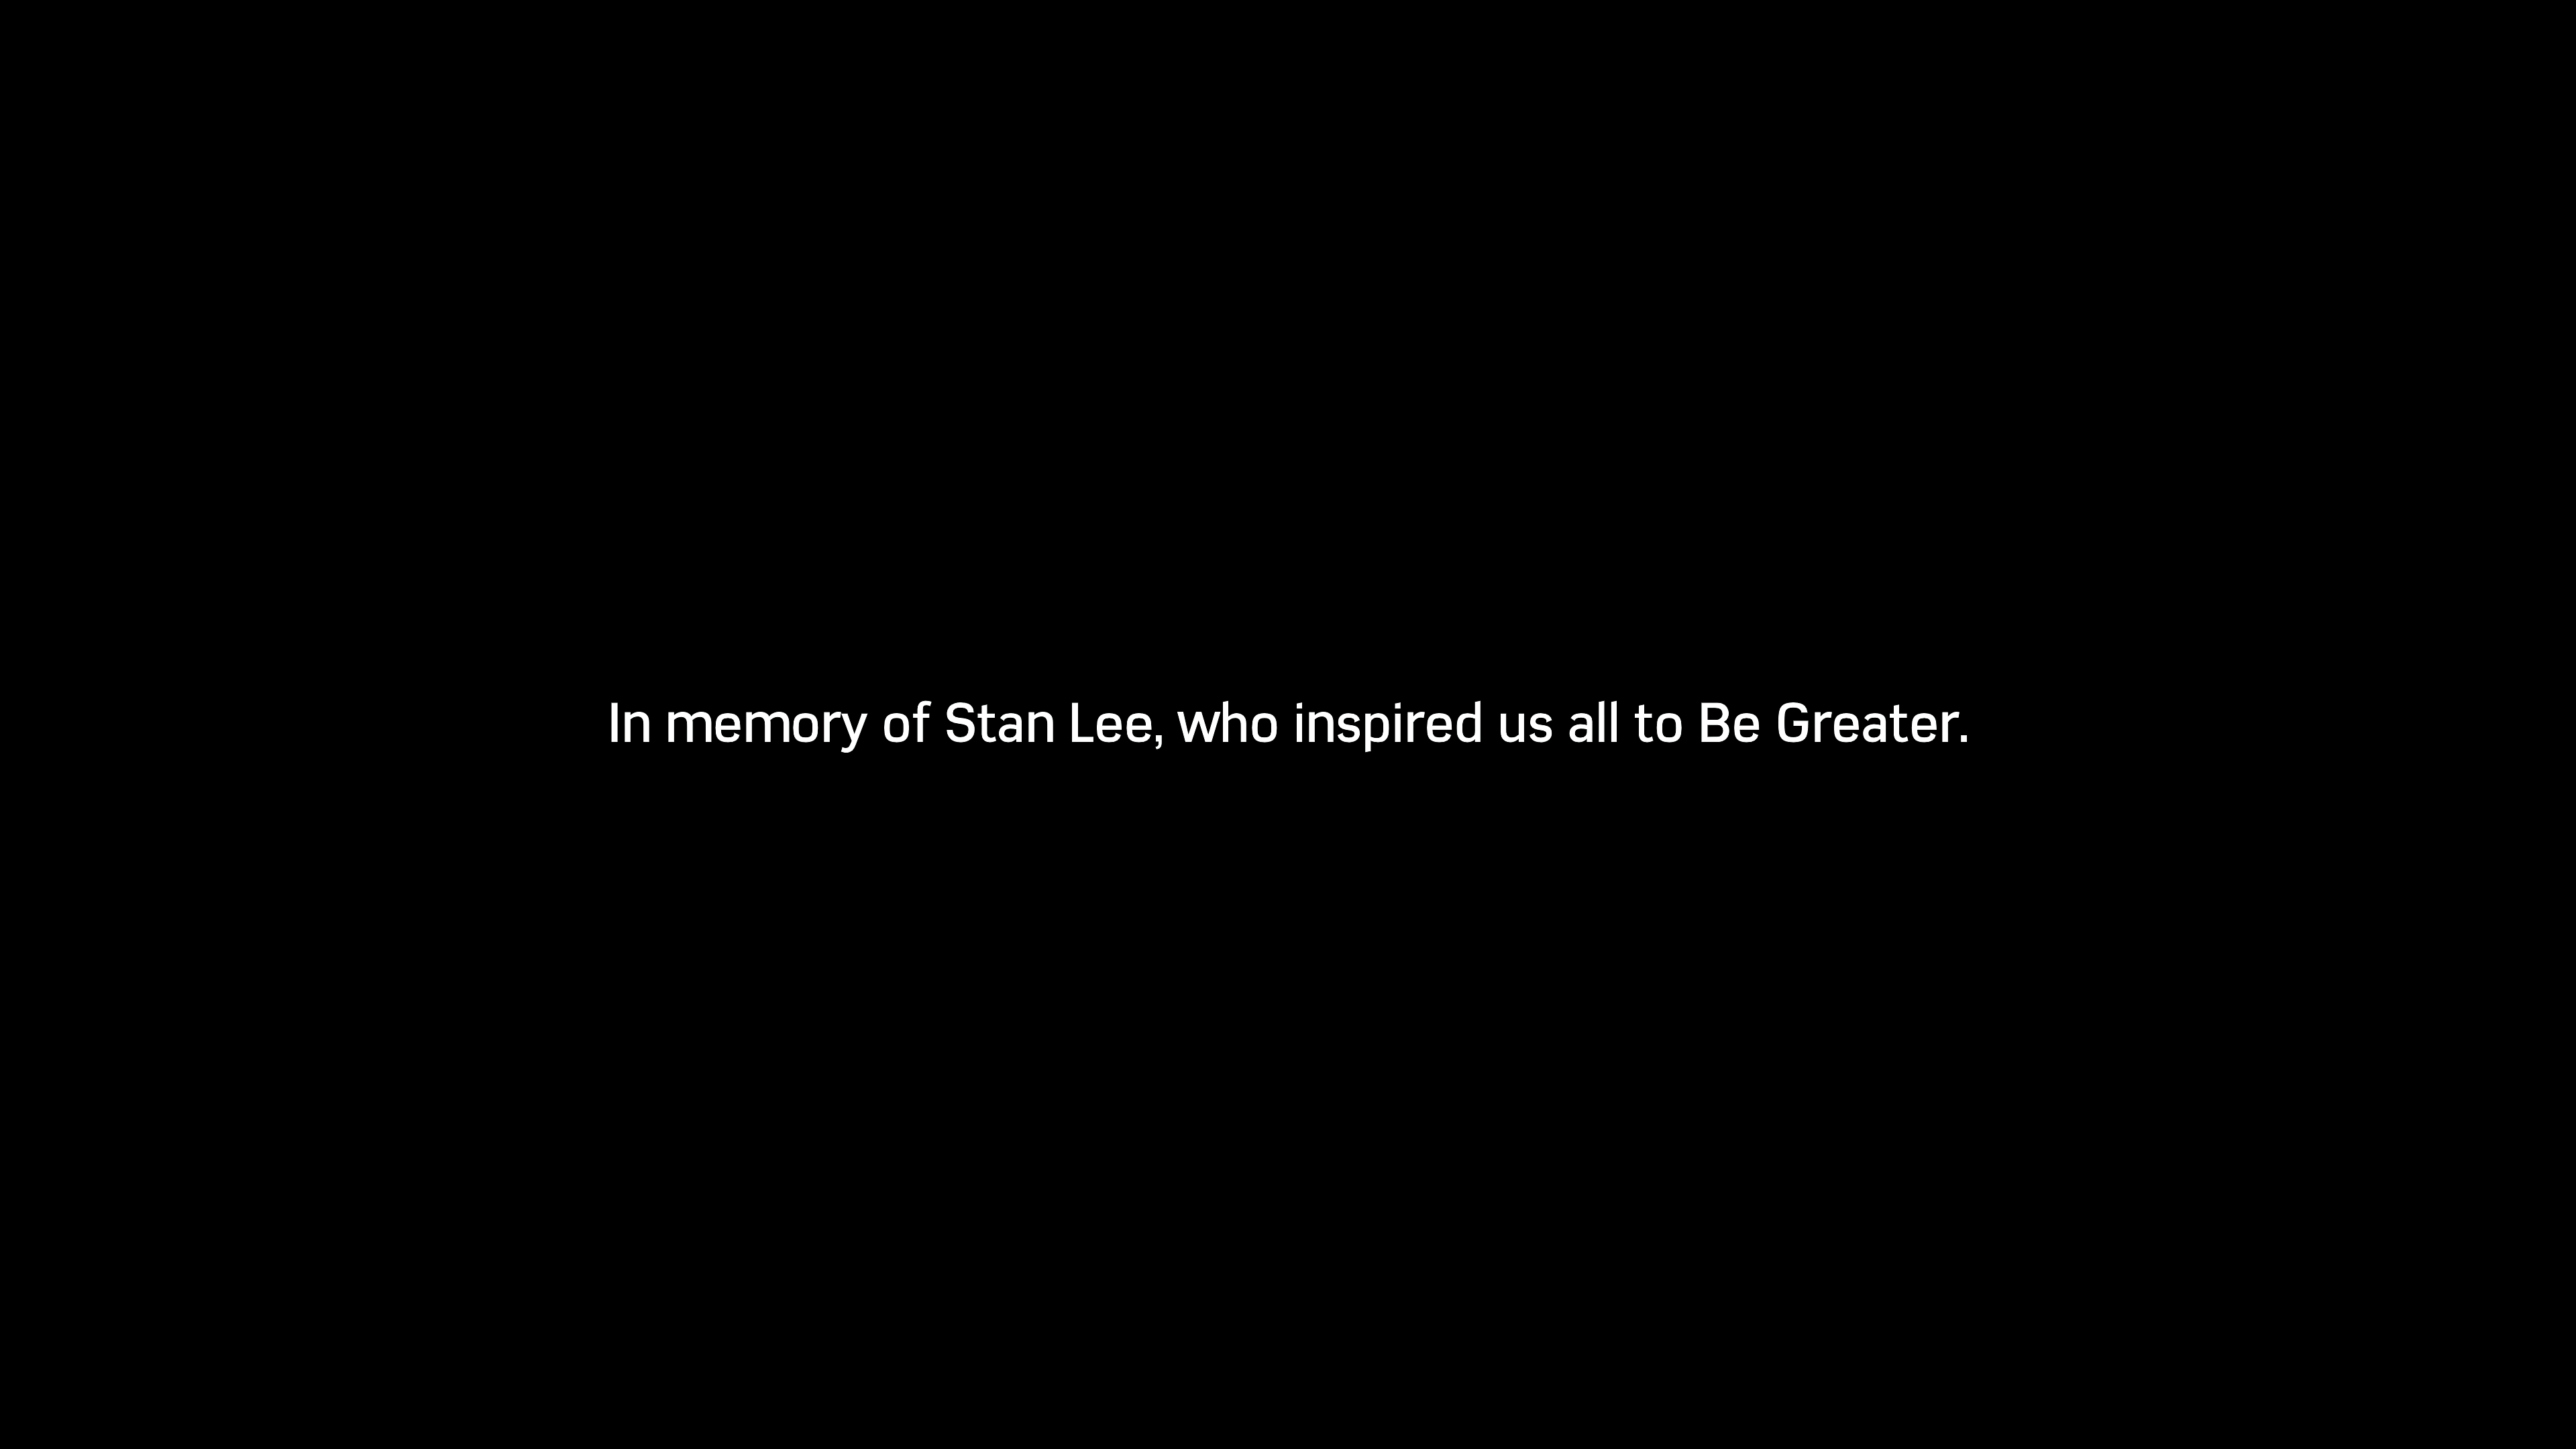 In memory of Stan Lee, who inspired us all to Be Greater.